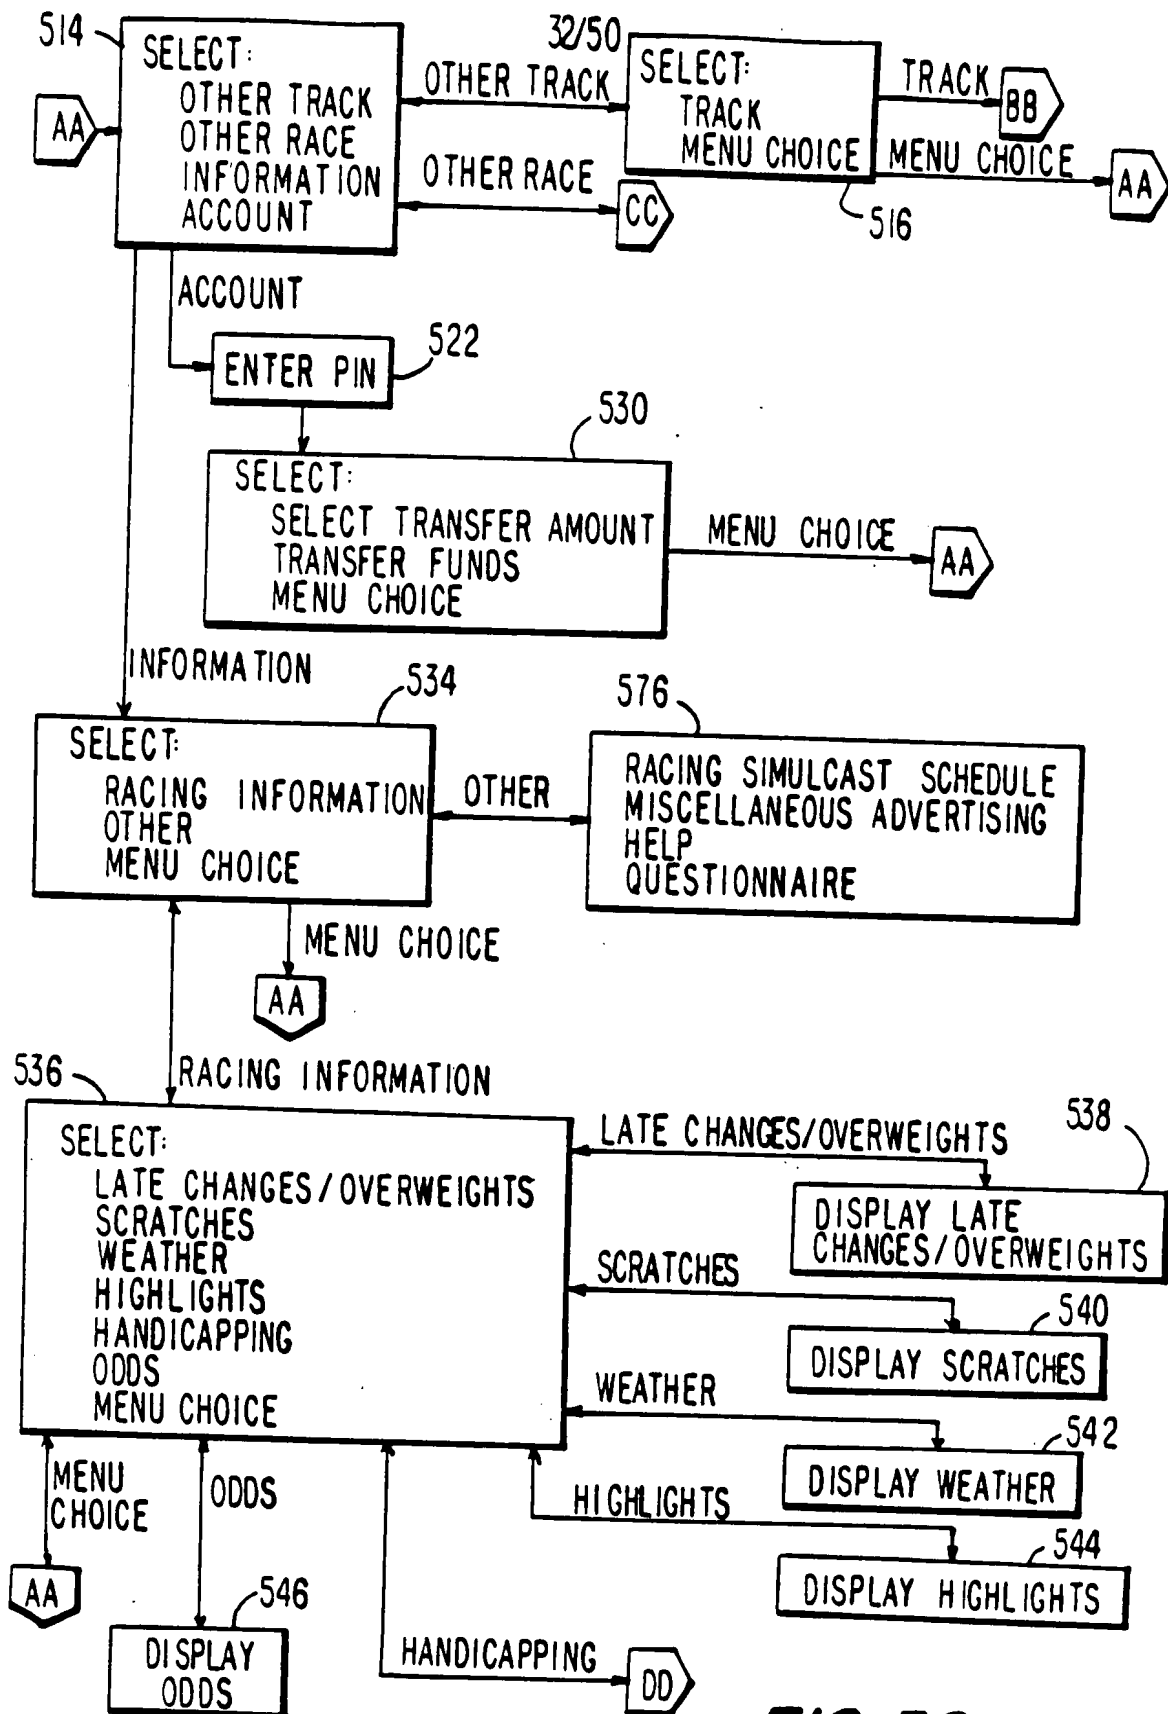 514
SELECT:
OTHER TRACK
OTHER RACE
INFORMATION
ACCOUNT
AA
OTHER TRACK
OTHER RACE
CC
32/50
SELECT:
TRACK
MENU CHOICE
516
TRACK
BB
MENU CHOICE
AA
ACCOUNT
ENTER PIN
522
530
SELECT:
SELECT TRANSFER AMOUNT
TRANSFER FUNDS
MENU CHOICE
MENU CHOICE
AA
INFORMATION
534
SELECT:
RACING INFORMATION
OTHER
MENU CHOICE
OTHER
576
RACING SIMULCAST SCHEDULE
MISCELLANEOUS ADVERTISING
HELP
QUESTIONNAIRE
MENU CHOICE
AA
RACING INFORMATION
536
SELECT:
LATE CHANGES/OVERWEIGHTS
SCRATCHES
WEATHER
HIGHLIGHTS
HANDICAPPING
ODDS
MENU CHOICE
LATE CHANGES/OVERWEIGHTS
538
DISPLAY LATE
CHANGES/OVERWEIGHTS
SCRATCHES
540
DISPLAY SCRATCHES
WEATHER
542
DISPLAY WEATHER
HIGHLIGHTS
544
DISPLAY HIGHLIGHTS
MENU
CHOICE
AA
ODDS
546
DISPLAY
ODDS
HANDICAPPING
DD